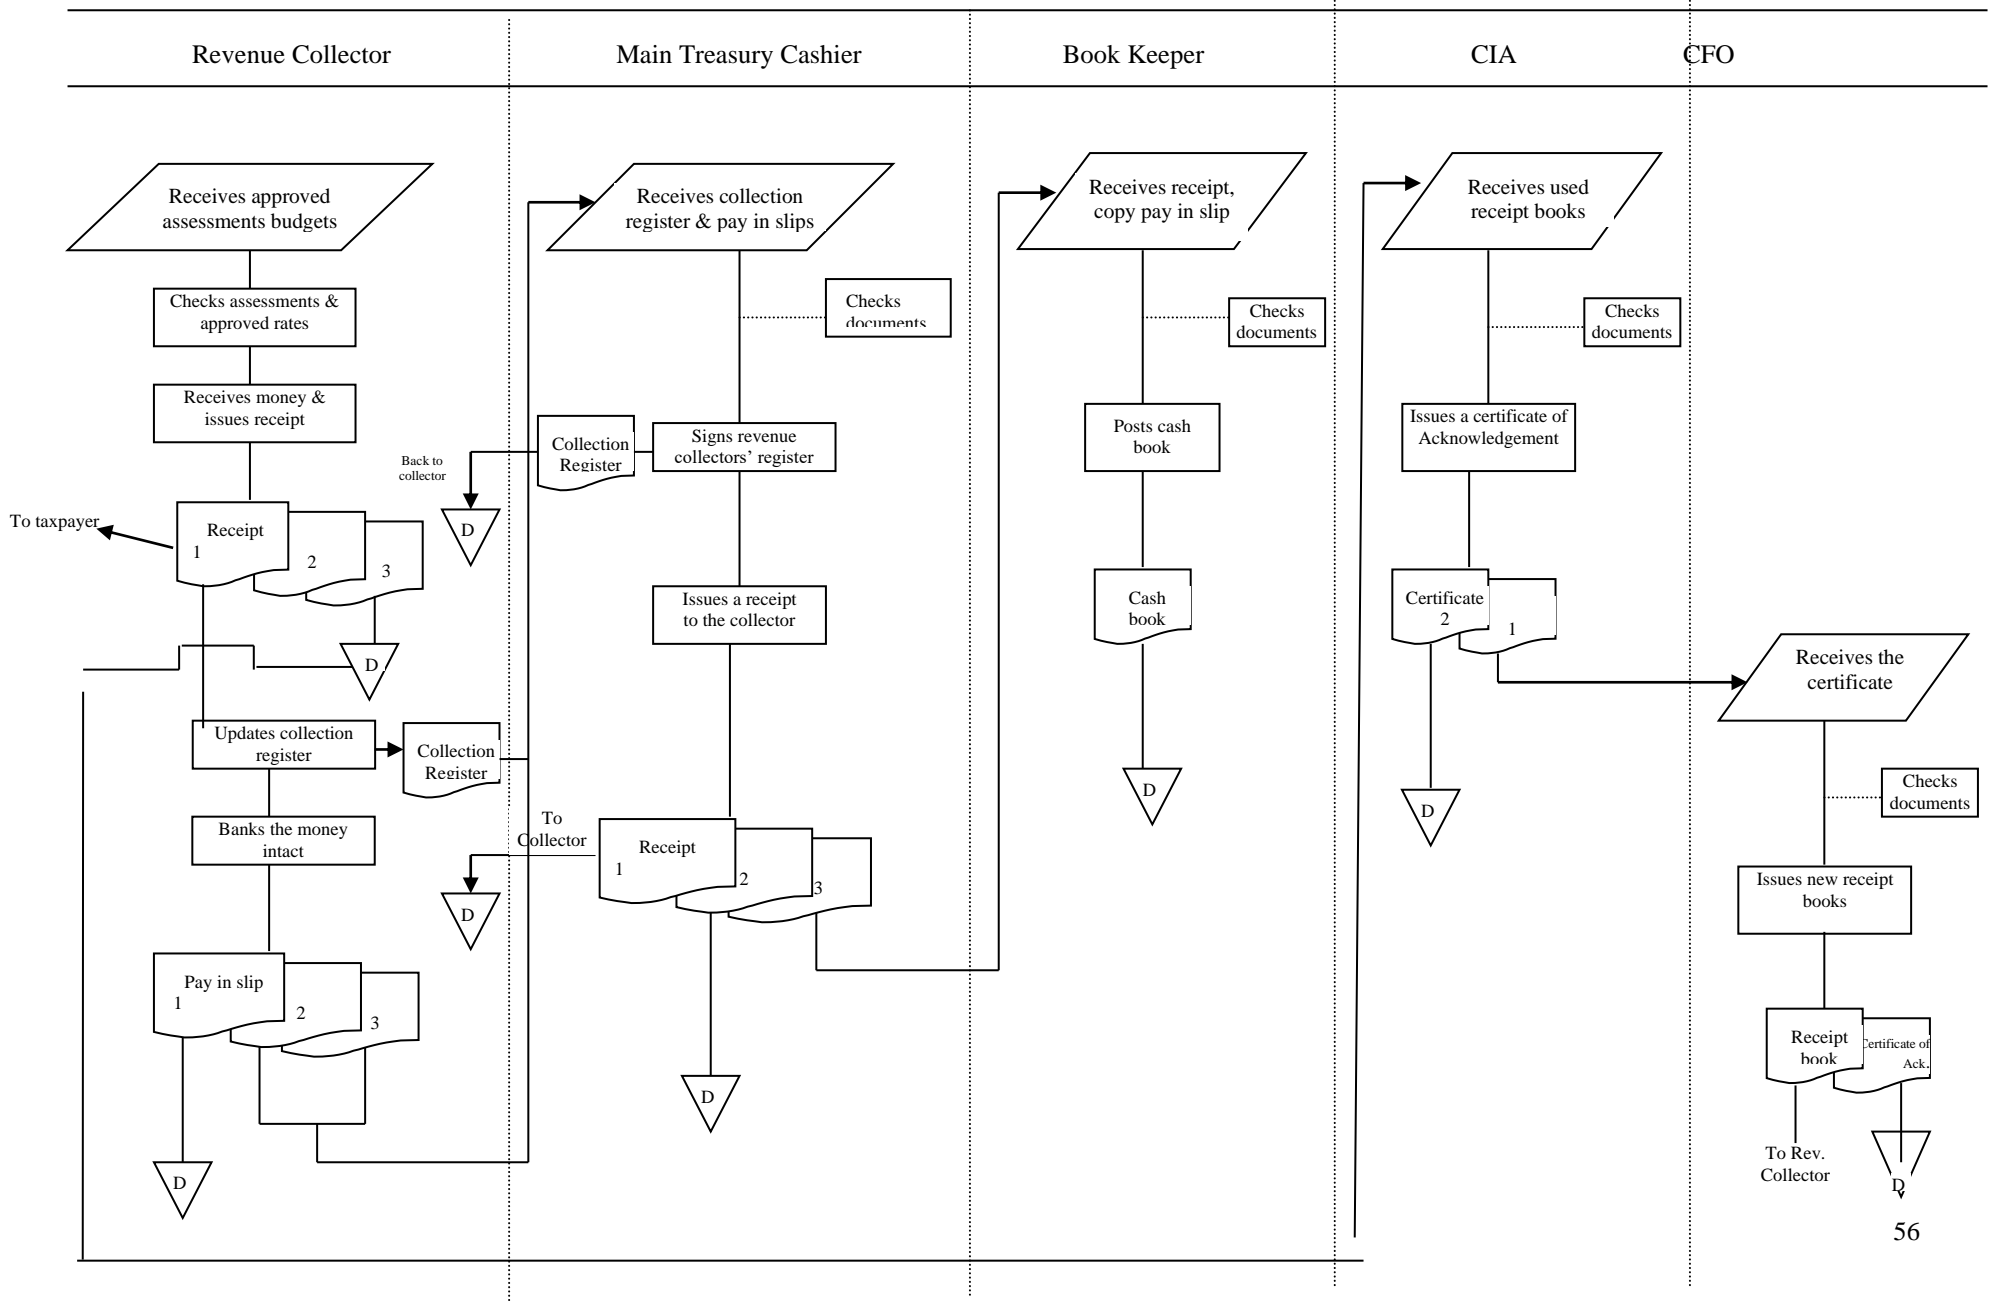 Revenue Collector
Main Treasury Cashier
Book Keeper
CIA
CFO
Receives approved
assessments budgets
Checks assessments &
approved rates
Receives money &
issues receipt
To taxpayer
Receipt
1
2
3
D
Updates collection
register
Collection
Register
Banks the money
intact
Pay in slip
1
2
3
D
Back to
collector
D
To
Collector
D
Receives collection
register & pay in slips
Checks
documents
Collection
Register
Signs revenue
collectors’ register
Issues a receipt
to the collector
Receipt
1
2
3
D
Receives receipt,
copy pay in slip
Checks
documents
Posts cash
book
Cash
book
D
Receives used
receipt books
Checks
documents
Issues a certificate of
Acknowledgement
Certificate
2
1
D
Receives the
certificate
Checks
documents
Issues new receipt
books
Receipt
book
Certificate of
Ack.
To Rev.
Collector
D
56